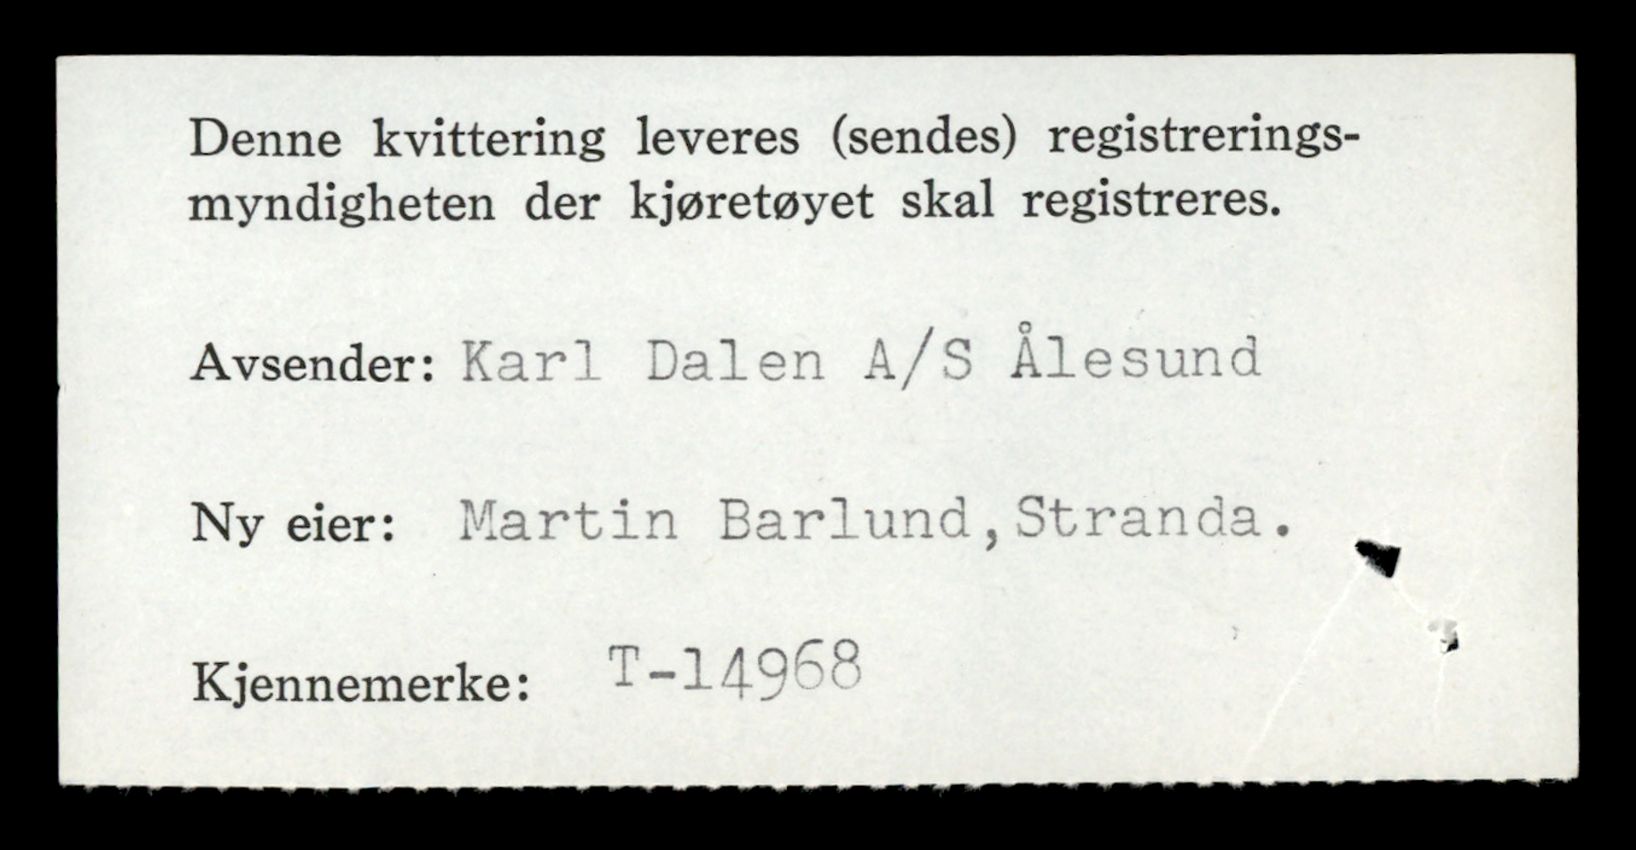 Denne kvittering leveres (sendes) registrerings-
myndigheten der kjøretøyet skal registreres.
Avsender: Karl Dalen A/S Ålesund
Ny eier: Martin Barlund, Stranda.
Kjennemerke: T-14968